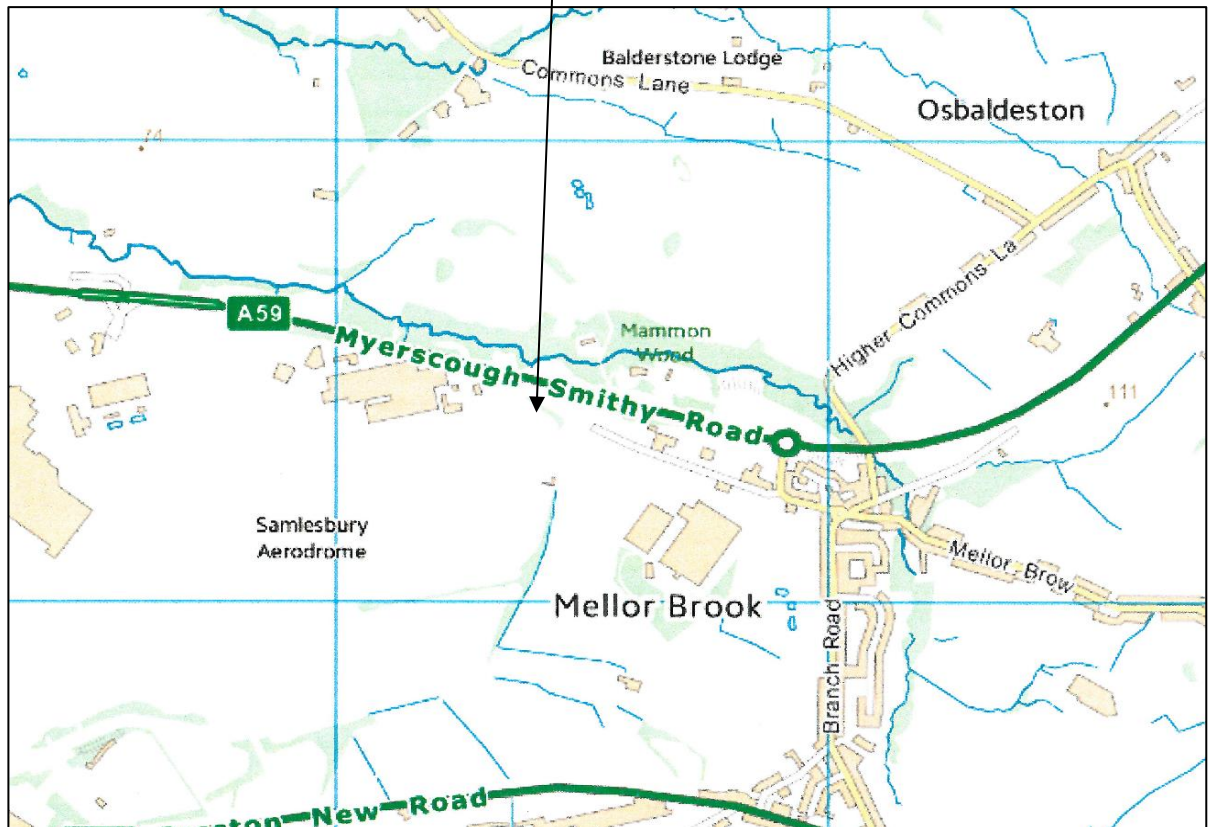 Balderstone Lodge
Commons Lane
Osbaldeston
74
Higher Commons La
A59
Myerscough Smithy Road
Mammon
Wood
111
Samlesbury
Aerodrome
Mellor Brow
Mellor Brook
Branch Road
New Road